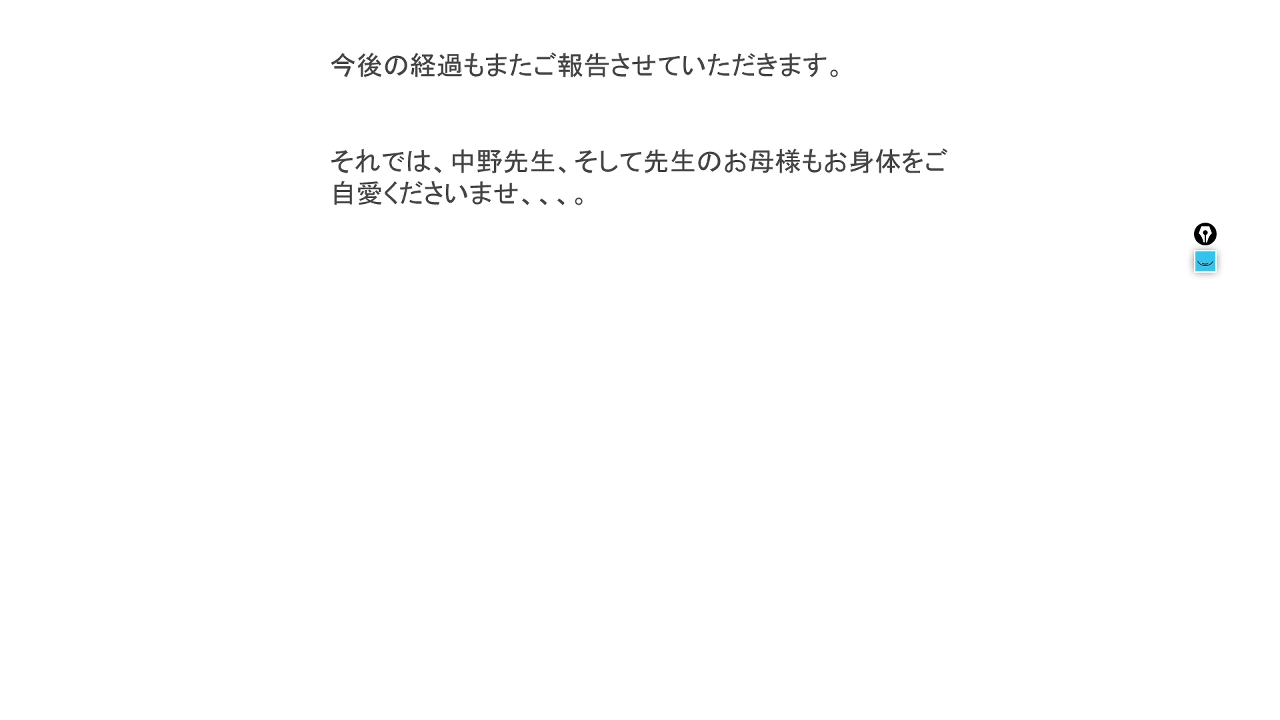 今後の経過もまたご報告させていただきます。
それでは、中野先生、そして先生のお母様もお身体をご
自愛くださいませ、、、。